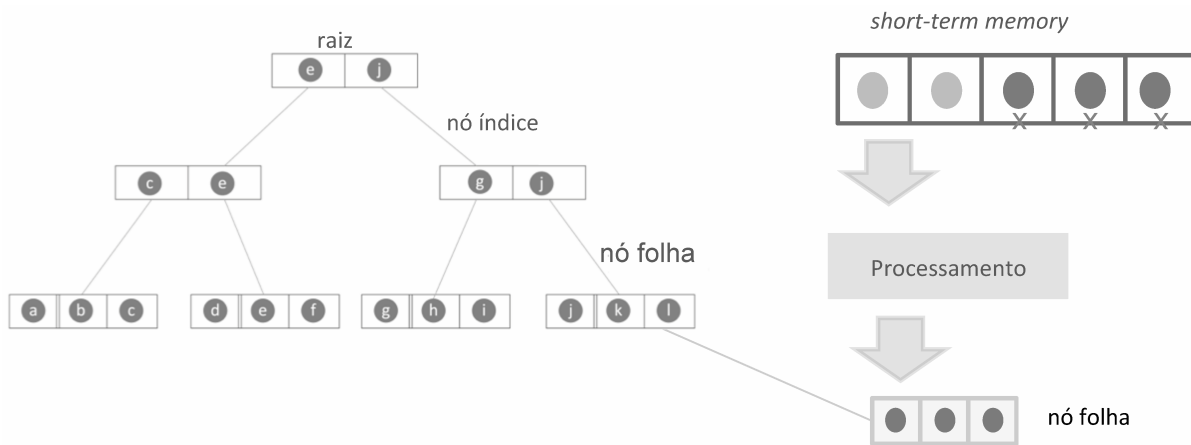 short-term memory
raiz
e j
nó índice
c e
g j
nó folha
Processamento
a b c
d e f
g h i
j k l
x x x
nó folha